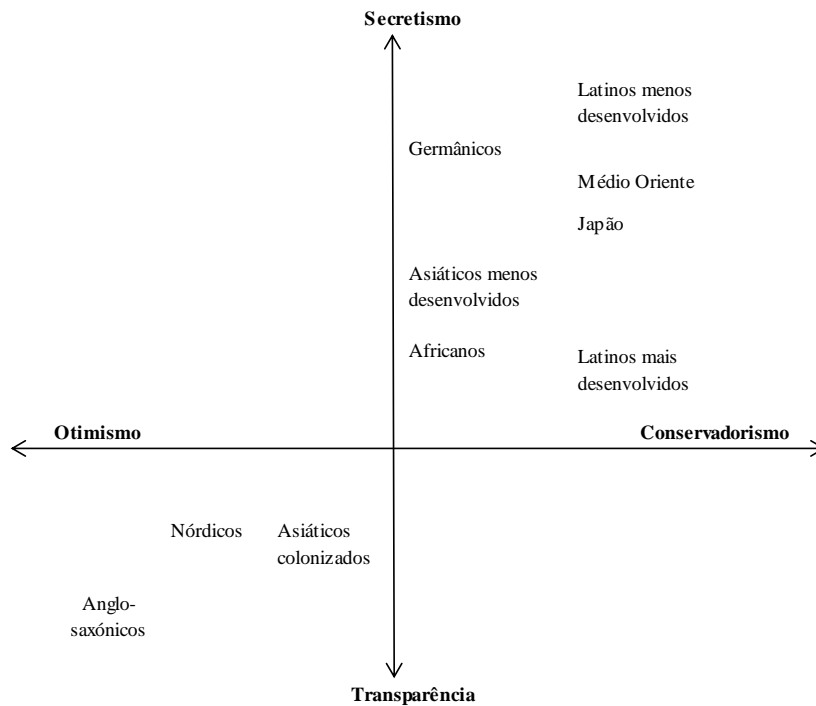 Secretismo
Latinos menos
desenvolvidos
Germânicos
Médio Oriente
Japão
Asiáticos menos
desenvolvidos
Africanos
Latinos mais
desenvolvidos
Otimismo
Conservadorismo
Nórdicos
Asiáticos
colonizados
Anglo-
saxónicos
Transparência